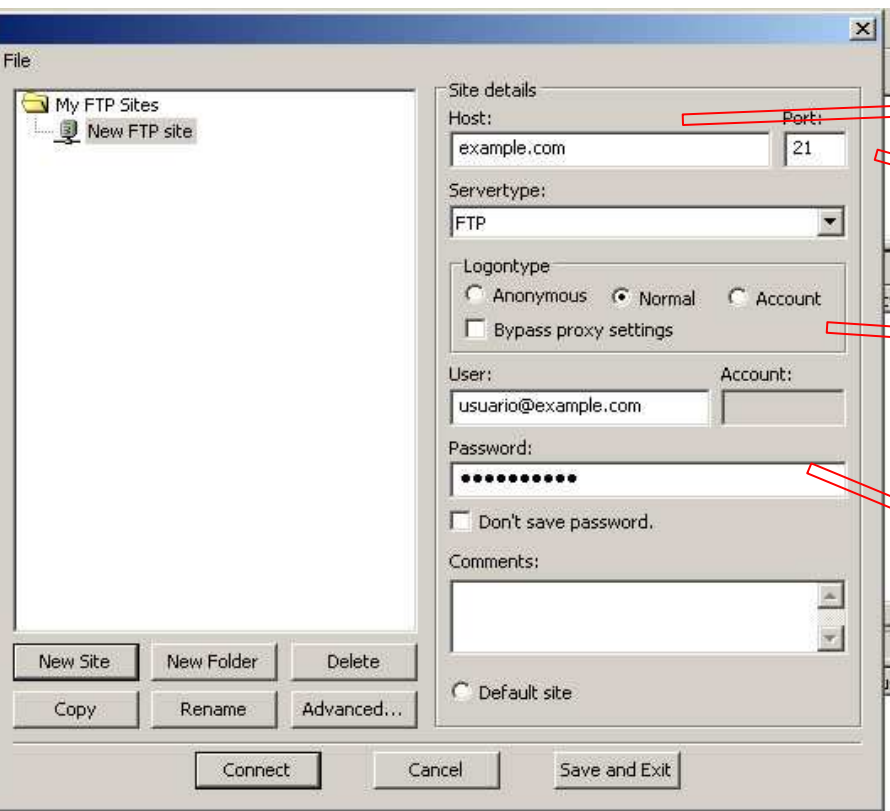 File
My FTP Sites
New FTP site
Site details
Host: Port:
example.com 21
Servertype:
FTP
Logontype
Anonymous Normal Account
Bypass proxy settings
User: Account:
usuario@example.com
Password:
••••••••••
Don't save password.
Comments:
Default site
New Site New Folder Delete
Copy Rename Advanced...
Connect Cancel Save and Exit